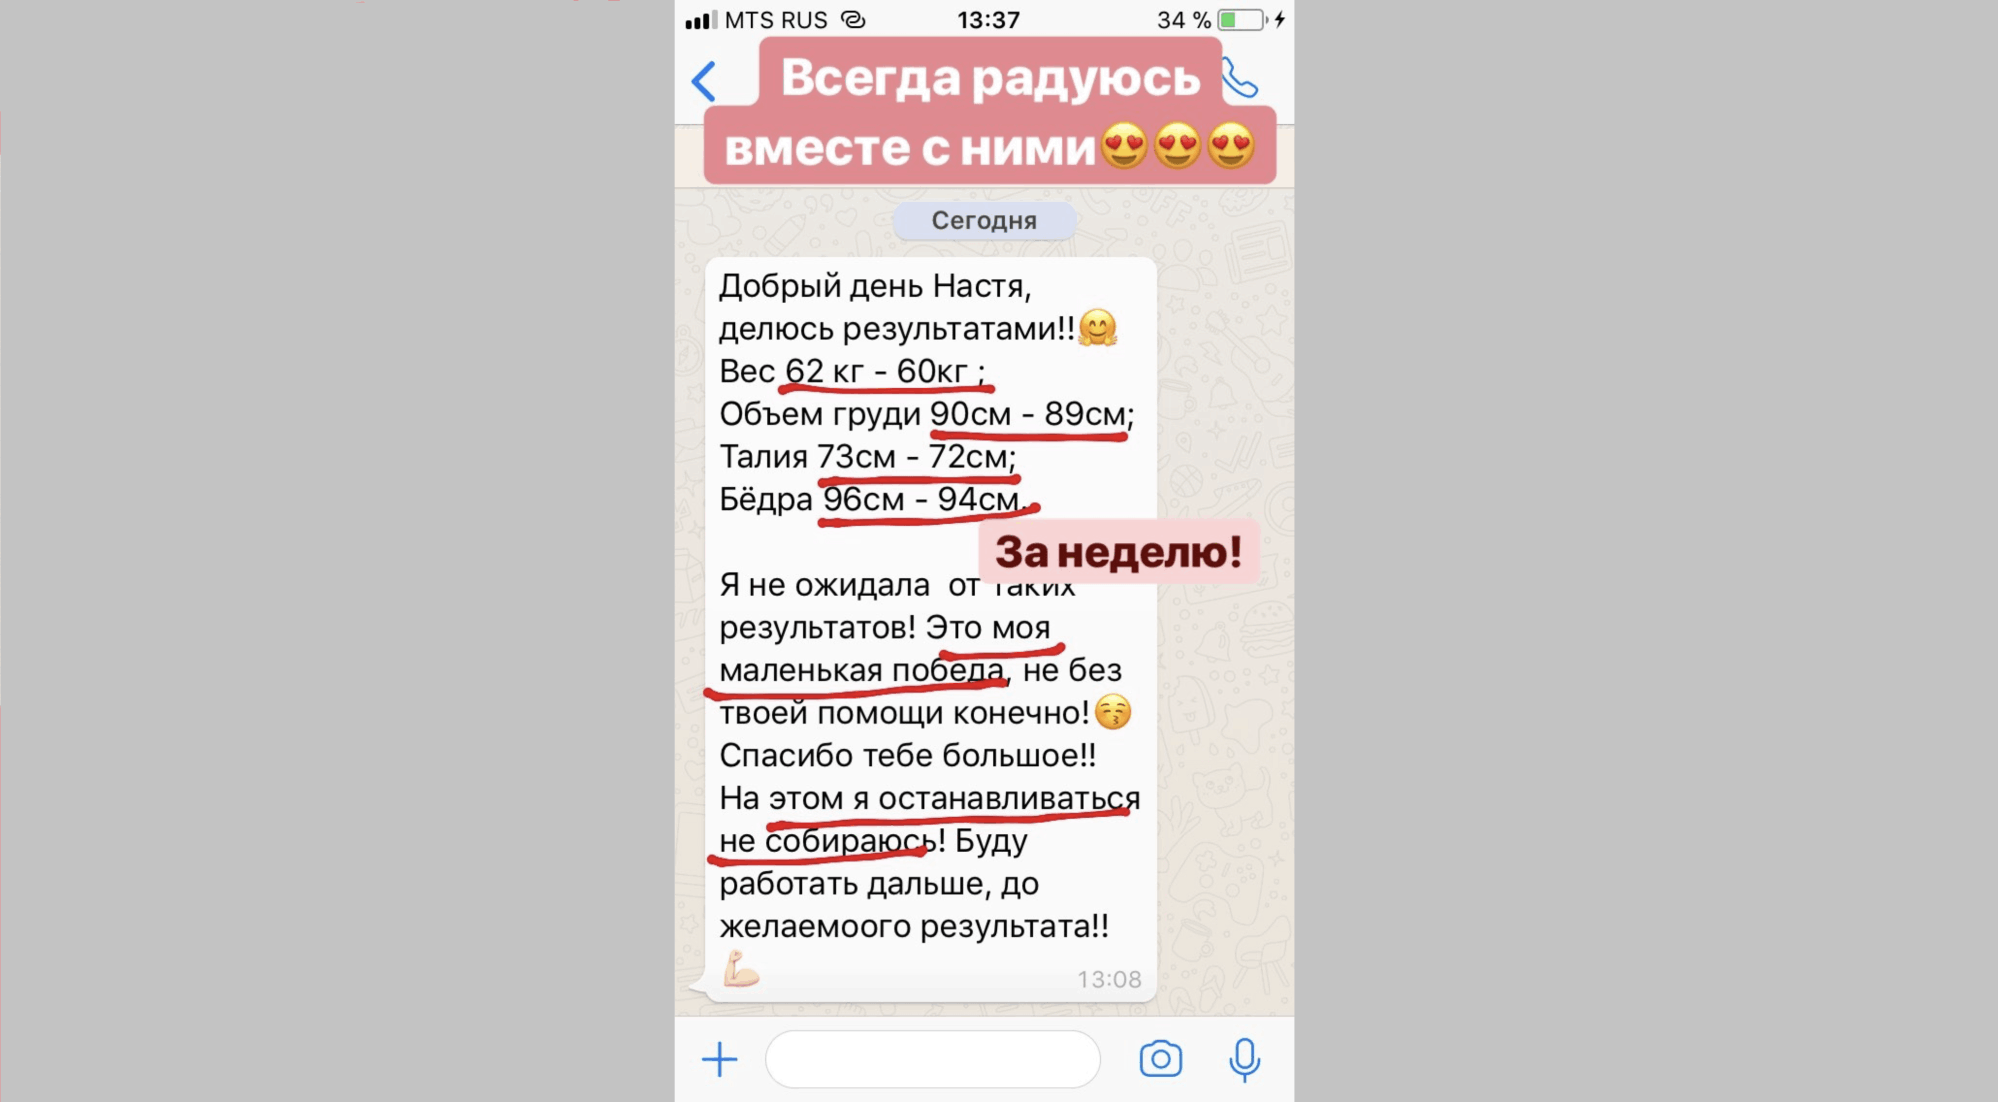 MTS RUS 13:37 34 %
Всегда радуюсь
вместе с ними😍😍😍
Сегодня
Добрый день Настя,
делюсь результатами!!🤗
Вес 62 кг - 60кг ;
Объем груди 90см - 89см;
Талия 73см - 72см;
Бёдра 96см - 94см.
За неделю!
Я не ожидала  от таких
результатов! Это моя
маленькая победа, не без
твоей помощи конечно!😚
Спасибо тебе большое!!
На этом я останавливаться
не собираюсь! Буду
работать дальше, до
желаемоого результата!!
💪🏻 13:08